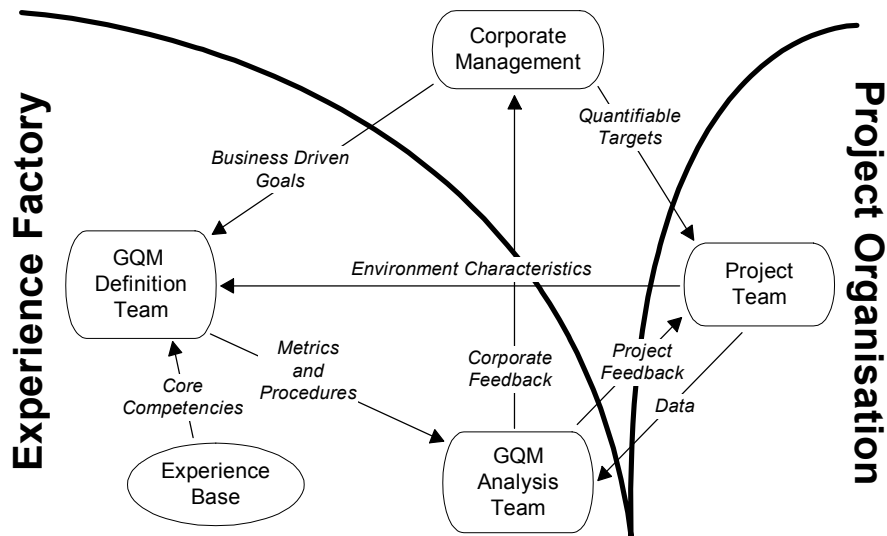 Experience Factory
Project Organisation
Corporate
Management
Quantifiable
Targets
Business Driven
Goals
GQM
Definition
Team
Environment Characteristics
Project
Team
Metrics
and
Procedures
Corporate
Feedback
Project
Feedback
Data
Core
Competencies
Experience
Base
GQM
Analysis
Team